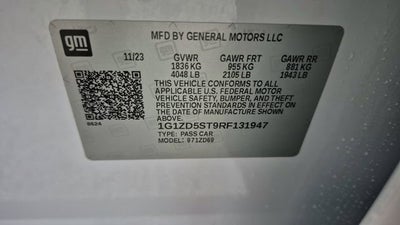 gm
MFD BY GENERAL MOTORS LLC
11/23 GVWR GAWR FRT GAWR RR
1836 KG 955 KG 881 KG
4048 LB 2105 LB 1943 LB
THIS VEHICLE CONFORMS TO ALL
APPLICABLE U.S. FEDERAL MOTOR
VEHICLE SAFETY, BUMPER, AND THEFT
PREVENTION STANDARDS IN EFFECT ON
THE DATE OF MANUFACTURE SHOWN
ABOVE.
0624
1G1ZD5ST9RF131947
TYPE: PASS CAR
MODEL: 971ZD69